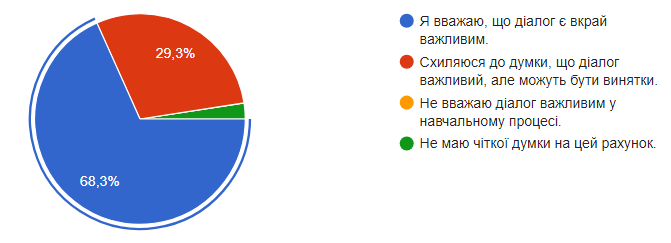 29,3%
68,3%
Я вважаю, що діалог є вкрай
важливим.
Схиляюся до думки, що діалог
важливий, але можуть бути винятки.
Не вважаю діалог важливим у
навчальному процесі.
Не маю чіткої думки на цей рахунок.